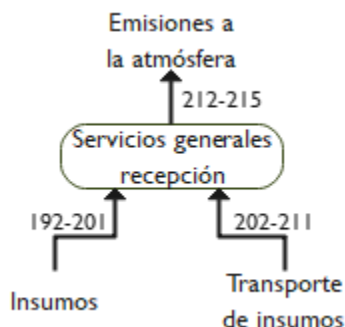 Emisiones a
la atmósfera
212-215
Servicios generales
recepción
192-201
202-211
Insumos
Transporte
de insumos